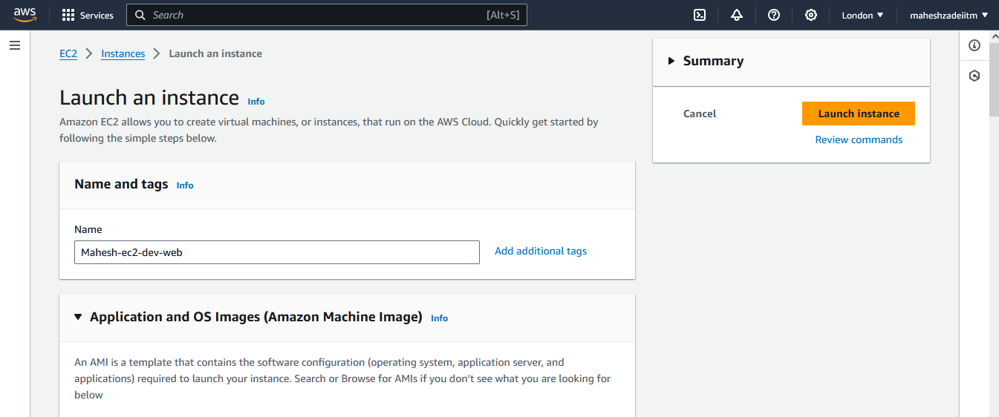 aws
Services
Search
[Alt+S]
London
maheshzadeiitm
EC2
Instances
Launch an instance
Launch an instance Info
Amazon EC2 allows you to create virtual machines, or instances, that run on the AWS Cloud. Quickly get started by
following the simple steps below.
Name and tags Info
Name
Mahesh-ec2-dev-web
Add additional tags
Application and OS Images (Amazon Machine Image) Info
An AMI is a template that contains the software configuration (operating system, application server, and
applications) required to launch your instance. Search or Browse for AMIs if you don't see what you are looking for
below
Summary
Cancel
Launch instance
Review commands